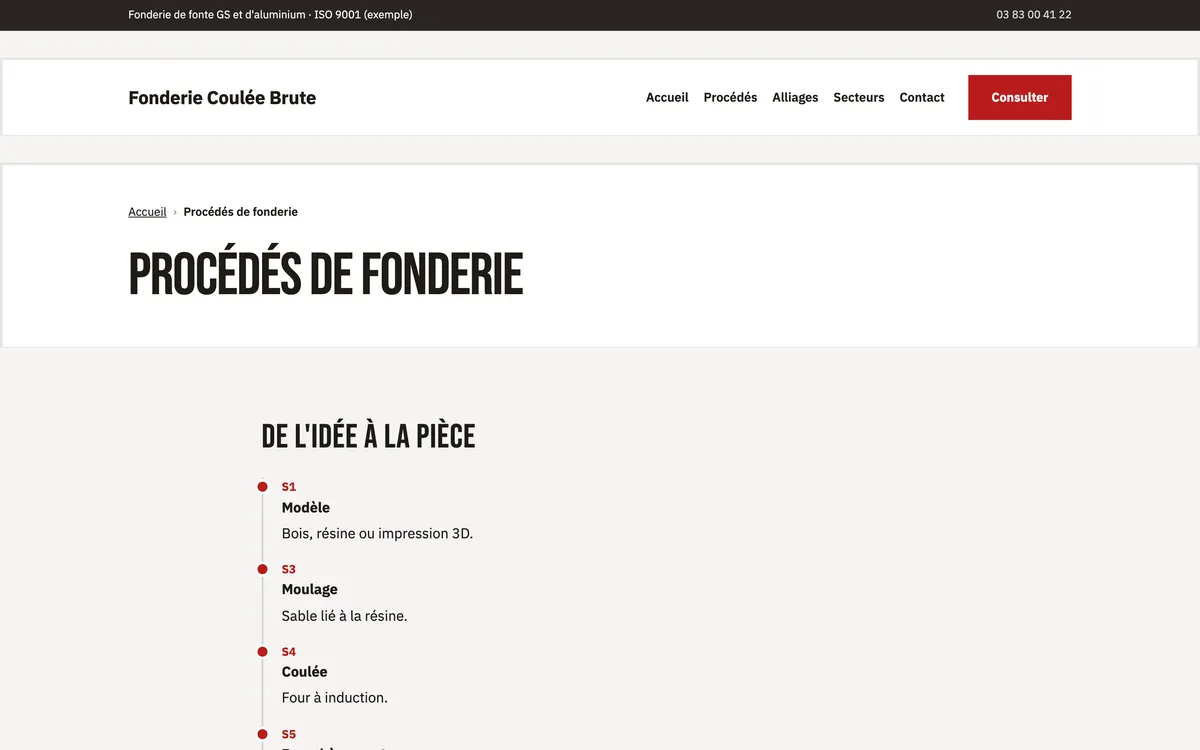 Fonderie de fonte GS et d'aluminium · ISO 9001 (exemple)
03 83 00 41 22
Fonderie Coulée Brute
Accueil
Procédés
Alliages
Secteurs
Contact
Consulter
Accueil › Procédés de fonderie
PROCÉDÉS DE FONDERIE
DE L'IDÉE À LA PIÈCE
S1
Modèle
Bois, résine ou impression 3D.
S3
Moulage
Sable lié à la résine.
S4
Coulée
Four à induction.
S5